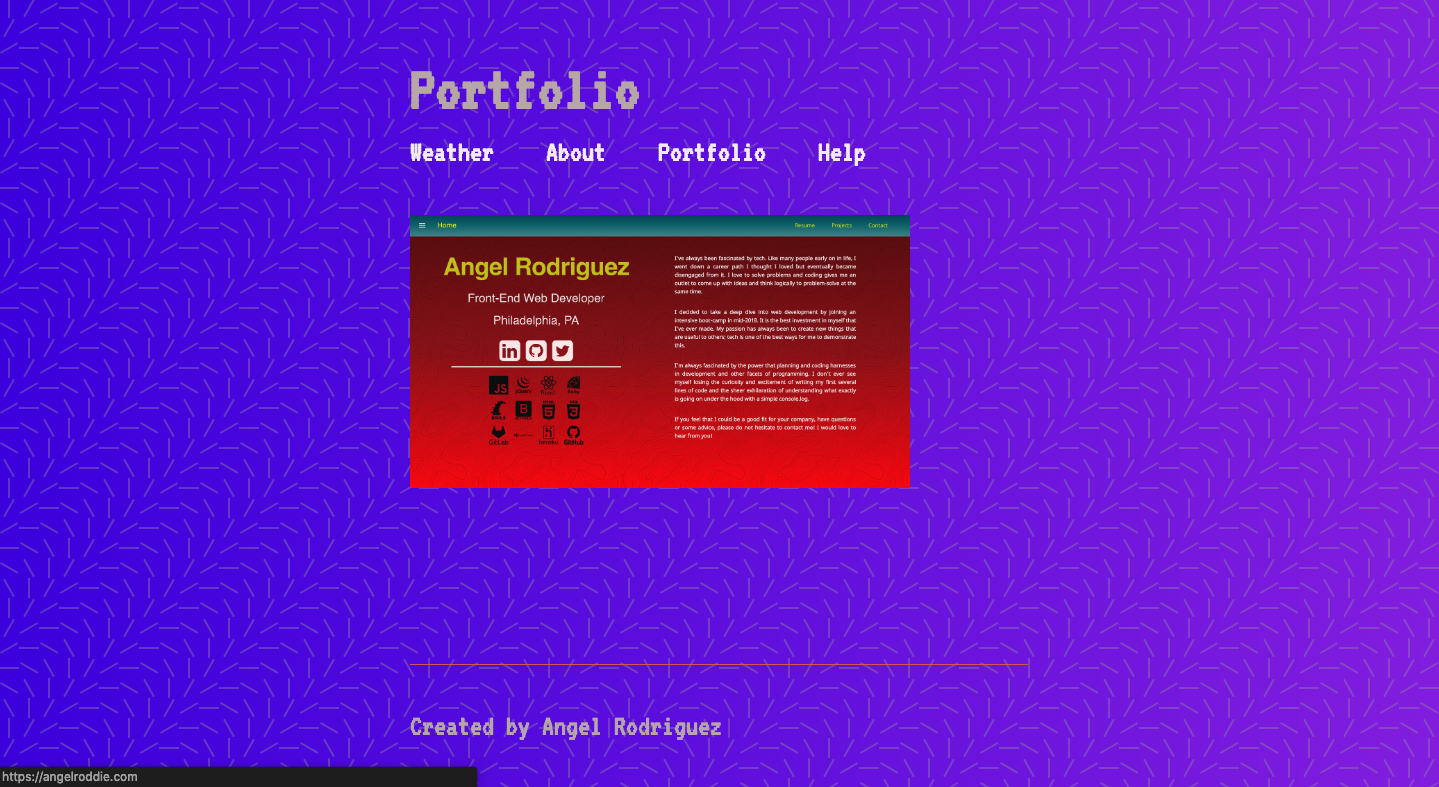 Portfolio
Weather About Portfolio Help
Home Resume Projects Contact
Angel Rodriguez
Front-End Web Developer
Philadelphia, PA
JS jQuery React Ruby
RAILS B HTML 5 CSS 3
GitLab heroku GitHub
I've always been fascinated by tech. Like many people early on in life, I
went down a career path I thought I loved but eventually became
disengaged from it. I love to solve problems and coding gives me an
outlet to come up with ideas and think logically to problem-solve at the
same time.
I decided to take a deep dive into web development by joining an
intensive boot-camp in mid-2018. It is the best investment in myself that
I've ever made. My passion has always been to create new things that
are useful to others; tech is one of the best ways for me to demonstrate
this.
I'm always fascinated by the power that planning and coding harnesses
in development and other facets of programming. I don't ever see
myself losing the curiosity and excitement of writing my first several
lines of code and the sheer exhilaration of understanding what exactly
is going on under the hood with a simple console.log.
If you feel that I could be a good fit for your company, have questions
or some advice, please do not hesitate to contact me! I would love to
hear from you!
Created by Angel Rodriguez
https://angelroddie.com